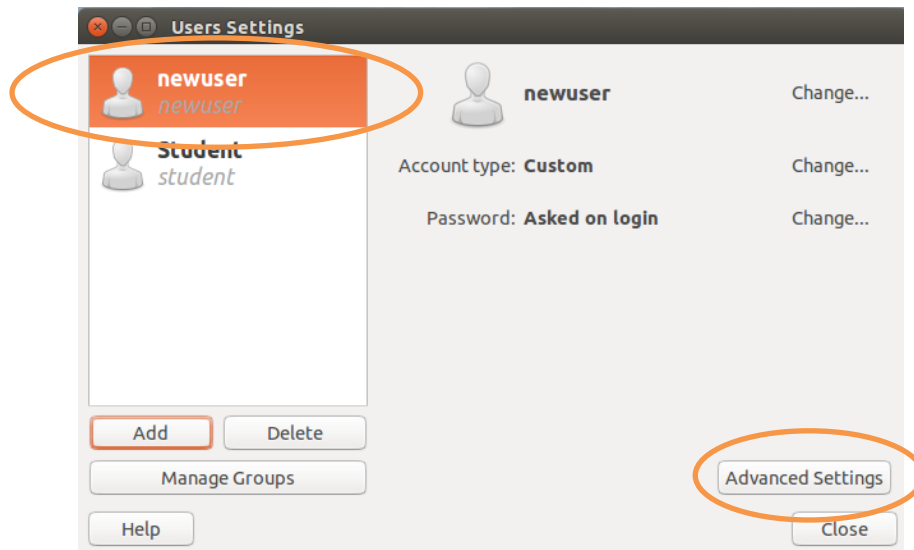 Users Settings
newuser
newuser
Student
student
newuser Change...
Account type: Custom Change...
Password: Asked on login Change...
Add Delete
Manage Groups Advanced Settings
Help Close